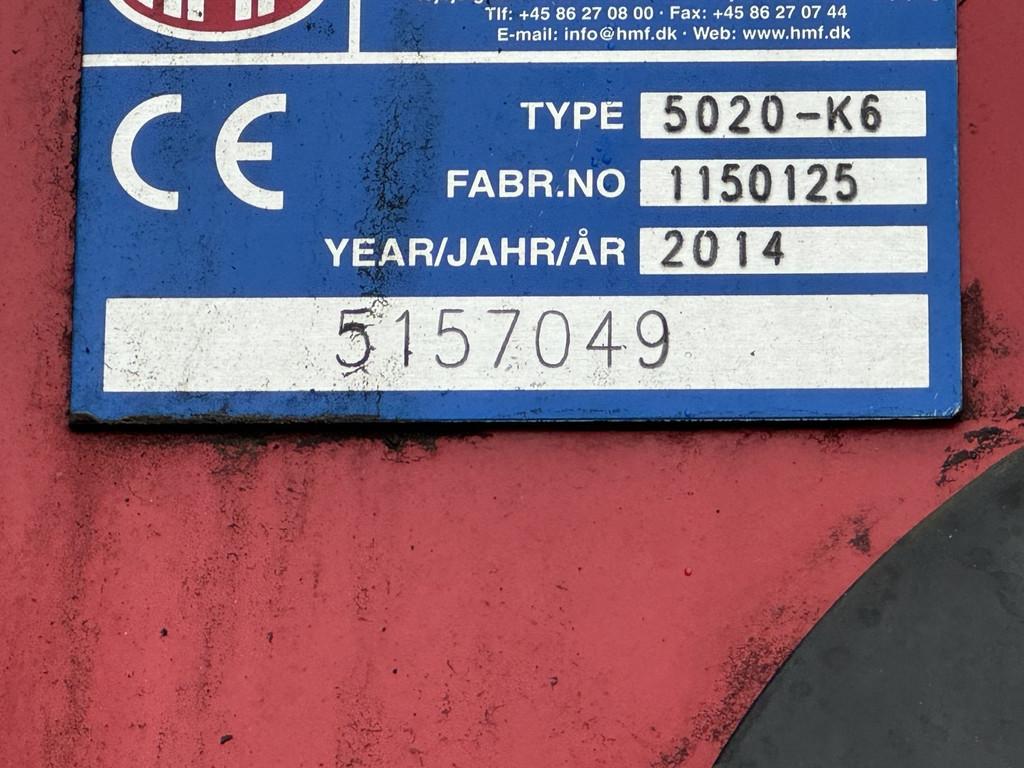 Tlf: +45 86 27 08 00 · Fax: +45 86 27 07 44
E-mail: info@hmf.dk · Web: www.hmf.dk
CE
TYPE 5020-K6
FABR.NO 1150125
YEAR/JAHR/ÅR 2014
5157049